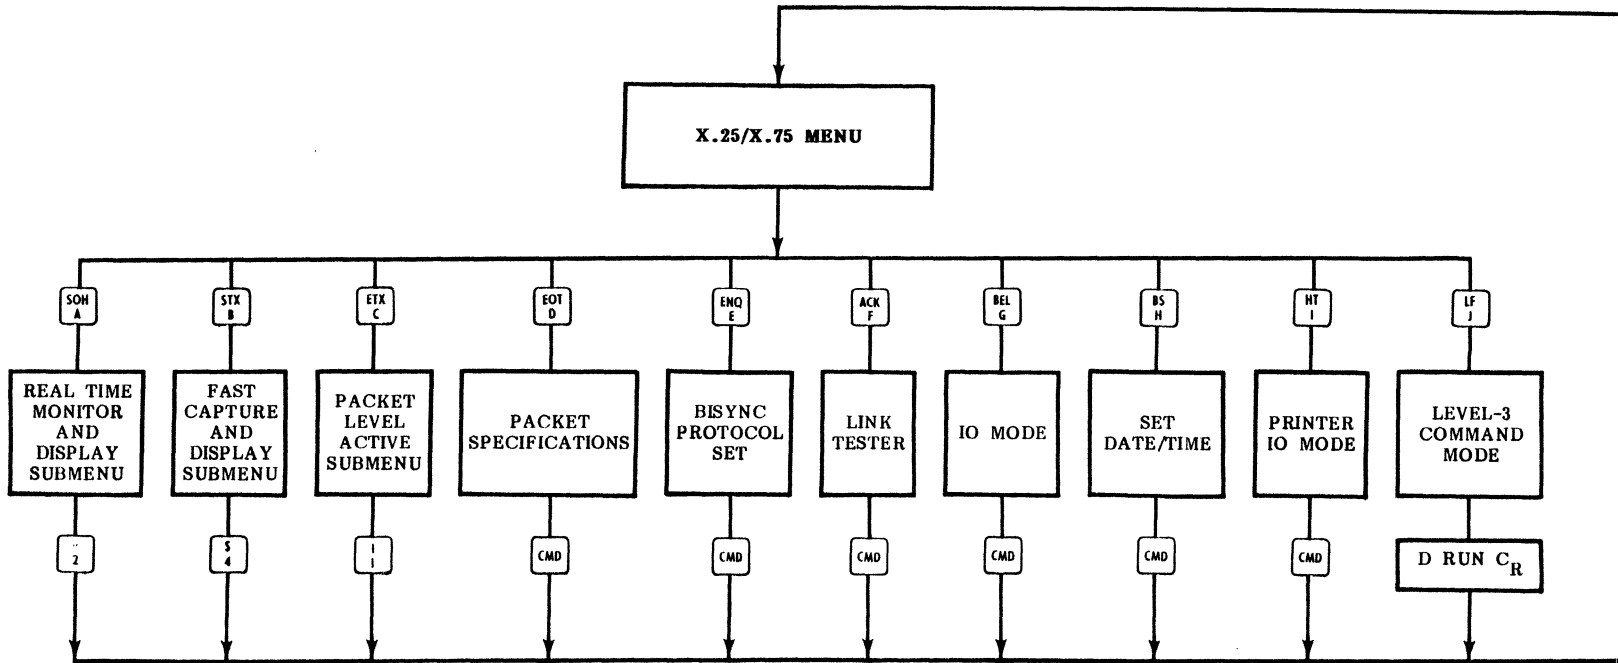 X.25/X.75 MENU
SOH
A
STX
B
ETX
C
EOT
D
ENQ
E
ACK
F
BEL
G
BS
H
HT
I
LF
J
REAL TIME
MONITOR
AND
DISPLAY
SUBMENU
FAST
CAPTURE
AND
DISPLAY
SUBMENU
PACKET
LEVEL
ACTIVE
SUBMENU
PACKET
SPECIFICATIONS
BISYNC
PROTOCOL
SET
LINK
TESTER
IO MODE
SET
DATE/TIME
PRINTER
IO MODE
LEVEL-3
COMMAND
MODE
"
2
$
4
CMD
CMD
CMD
CMD
CMD
CMD
D RUN CR